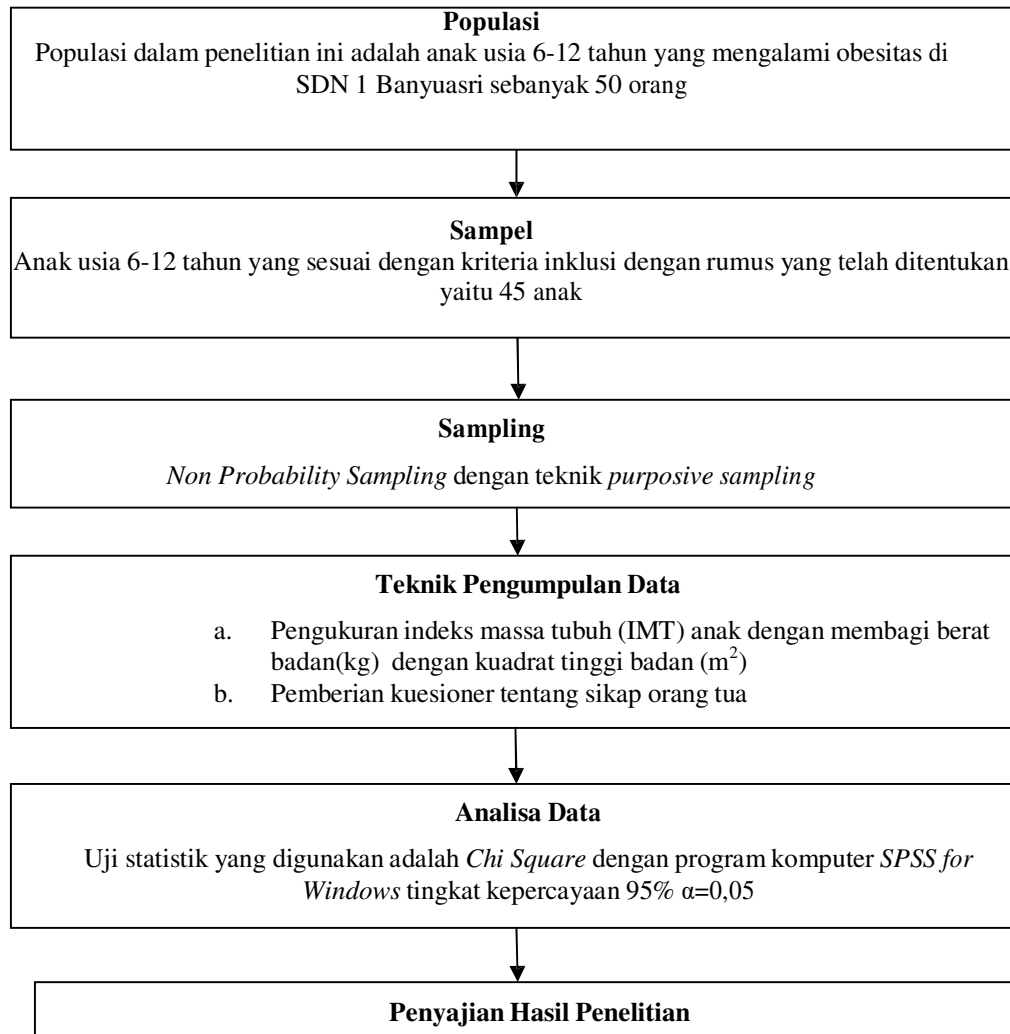 Populasi
Populasi dalam penelitian ini adalah anak usia 6-12 tahun yang mengalami obesitas di
SDN 1 Banyuasri sebanyak 50 orang
Sampel
Anak usia 6-12 tahun yang sesuai dengan kriteria inklusi dengan rumus yang telah ditentukan
yaitu 45 anak
Sampling
Non Probability Sampling dengan teknik purposive sampling
Teknik Pengumpulan Data
a. Pengukuran indeks massa tubuh (IMT) anak dengan membagi berat
badan(kg) dengan kuadrat tinggi badan (m²)
b. Pemberian kuesioner tentang sikap orang tua
Analisa Data
Uji statistik yang digunakan adalah Chi Square dengan program komputer SPSS for
Windows tingkat kepercayaan 95% α=0,05
Penyajian Hasil Penelitian